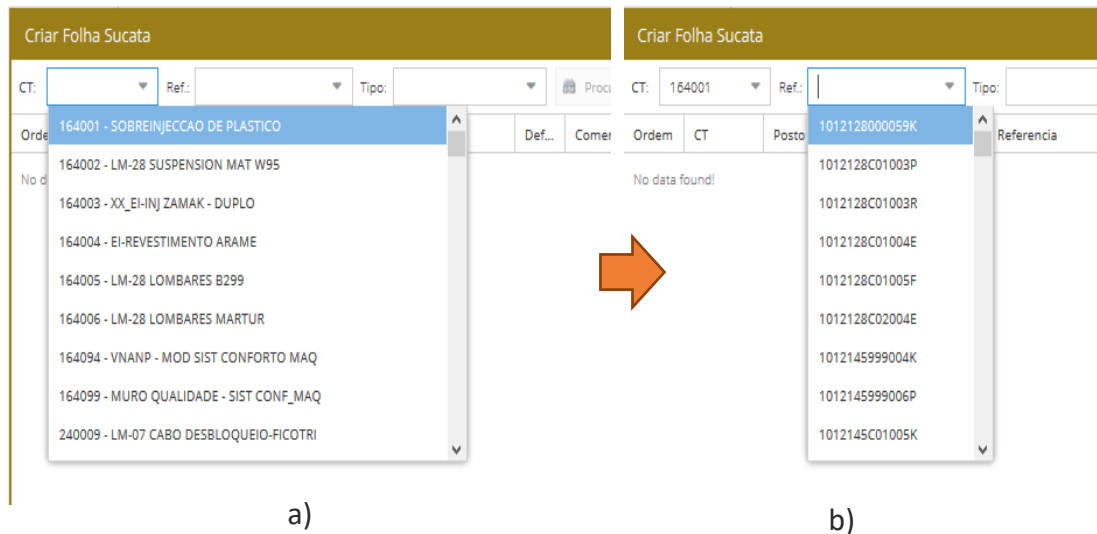 Criar Folha Sucata
CT: Ref.: Tipo:
164001 - SOBREINJECCAO DE PLASTICO
Def... Comer
164002 - LM-28 SUSPENSION MAT W95
164003 - XX_EI-INJ ZAMAK - DUPLO
164004 - EI-REVESTIMENTO ARAME
164005 - LM-28 LOMBARES B299
164006 - LM-28 LOMBARES MARTUR
164094 - VNANP - MOD SIST CONFORTO MAQ
164099 - MURO QUALIDADE - SIST CONF_MAQ
240009 - LM-07 CABO DESBLOQUEIO-FICOTRI
a)
Criar Folha Sucata
CT: 164001 Ref.: Tipo:
Ordem CT Posto Referencia
No data found!
1012128000059K
1012128C01003P
1012128C01003R
1012128C01004E
1012128C01005F
1012128C02004E
1012145999004K
1012145999006P
1012145C01005K
b)